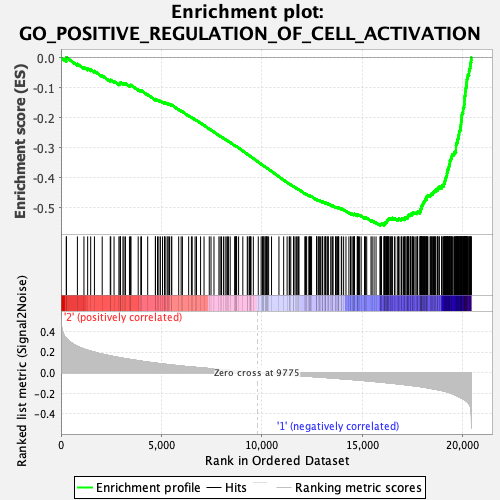 Enrichment plot:
GO_POSITIVE_REGULATION_OF_CELL_ACTIVATION
Enrichment score (ES)
0.0
-0.1
-0.2
-0.3
-0.4
-0.5
'2' (positively correlated)
Ranked list metric (Signal2Noise)
0.4
0.2
0.0
-0.2
-0.4
Zero cross at 9775
'1' (negatively correlated)
0
5,000
10,000
15,000
20,000
Rank in Ordered Dataset
Enrichment profile
Hits
Ranking metric scores